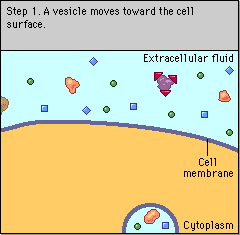 Step 1. A vesicle moves toward the cell
surface.
Extracellular fluid
Cell
membrane
Cytoplasm